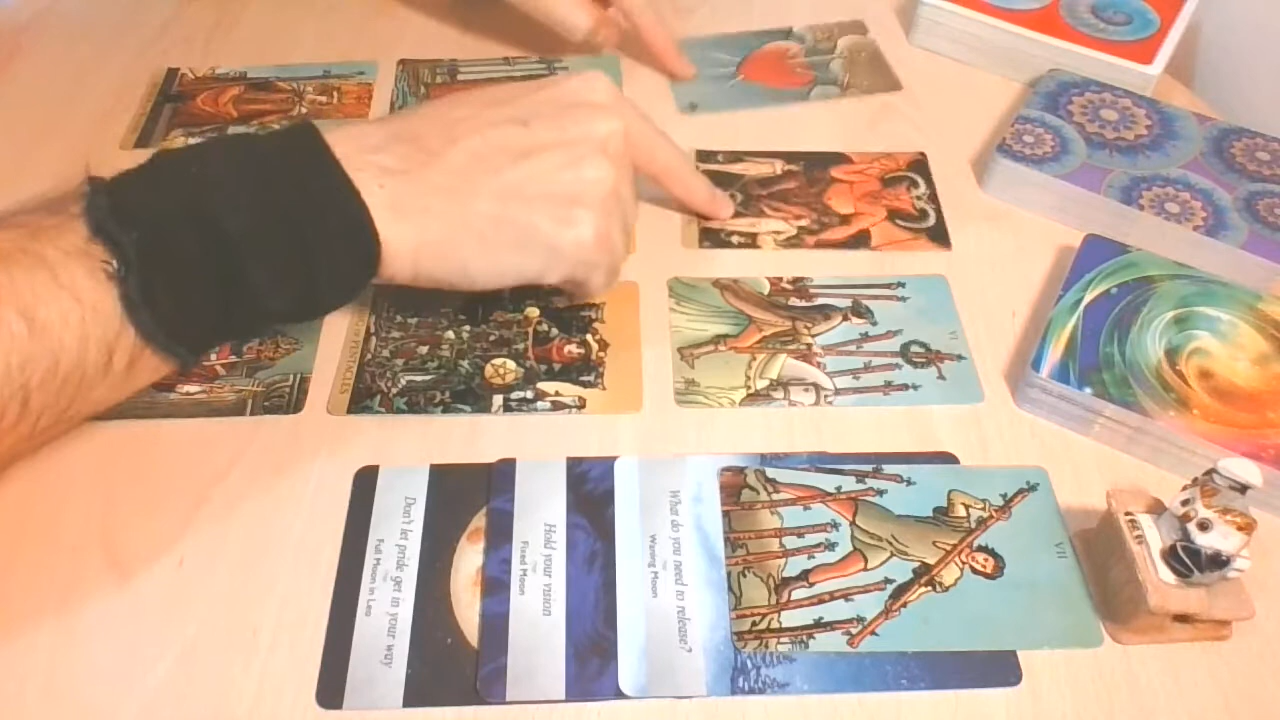 PENTACLES
VI
VII
What do you need to release?
Waning Moon
Hold your vision
Fixed Moon
Don't let pride get in your way
Full Moon in Leo